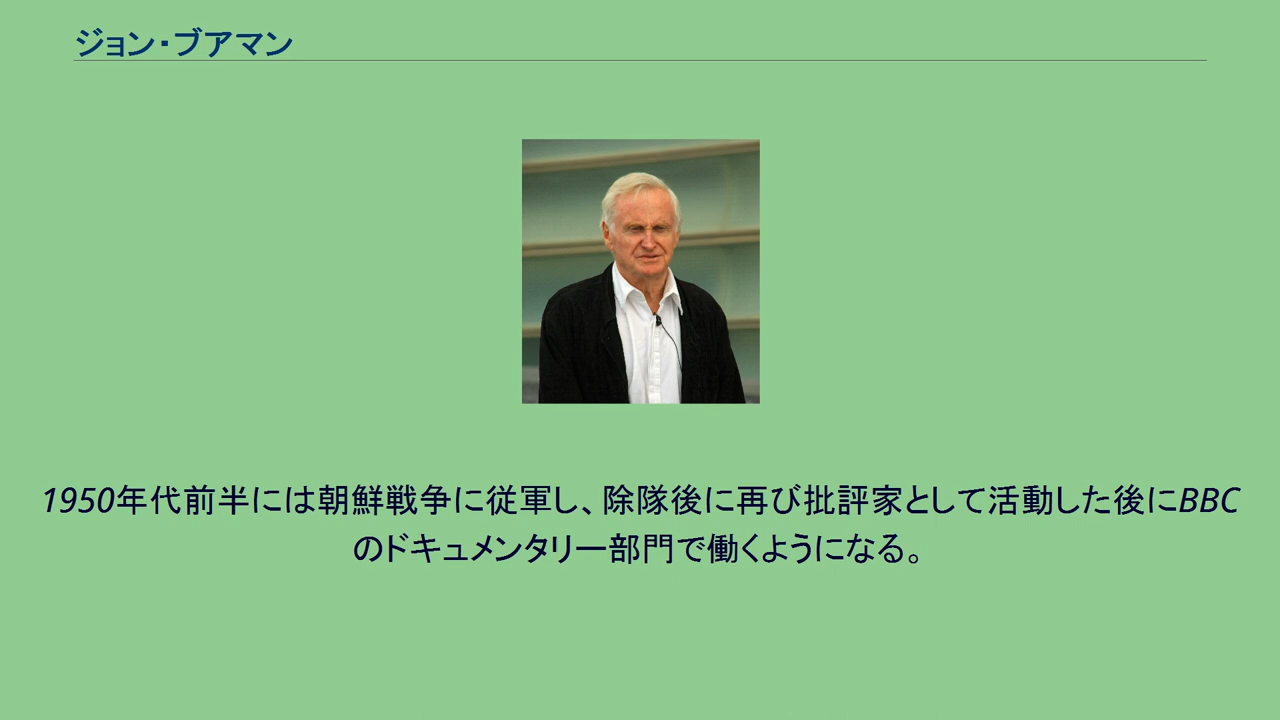 ジョン・ブアマン
1950年代前半には朝鮮戦争に従軍し、除隊後に再び批評家として活動した後にBBC
のドキュメンタリー部門で働くようになる。